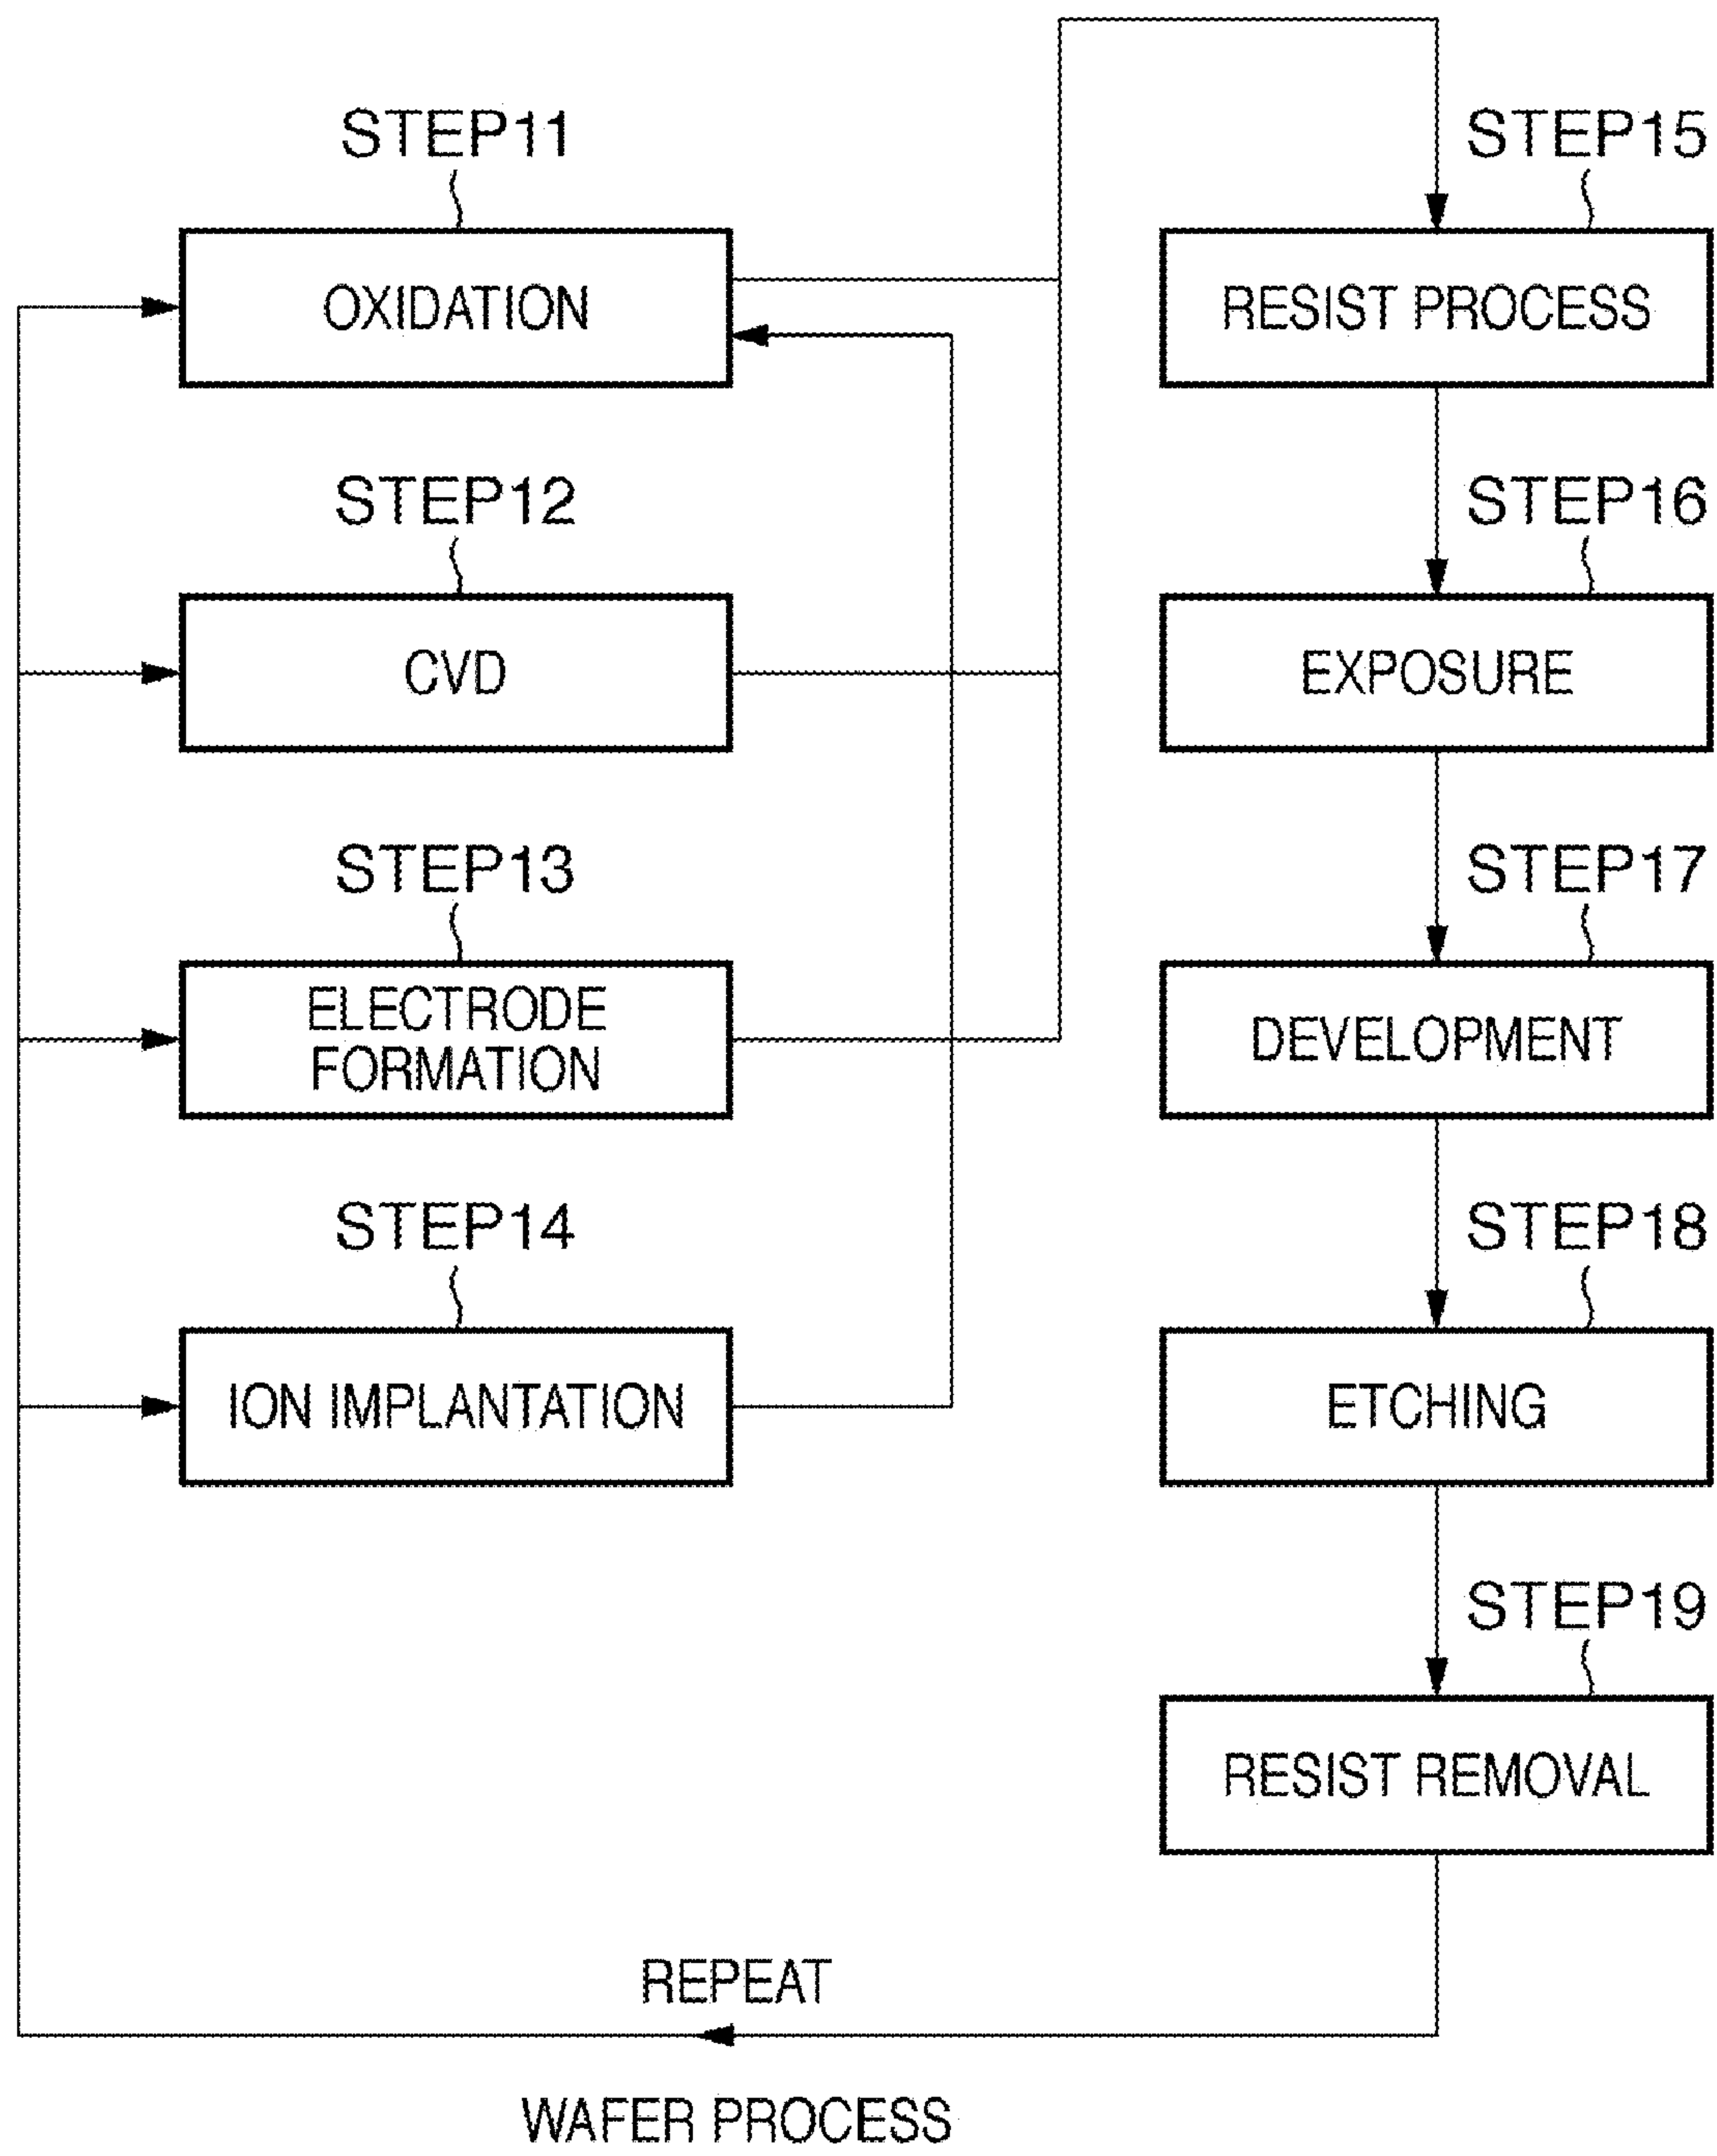 STEP11
OXIDATION
STEP12
CVD
STEP13
ELECTRODE
FORMATION
STEP14
ION IMPLANTATION
STEP15
RESIST PROCESS
STEP16
EXPOSURE
STEP17
DEVELOPMENT
STEP18
ETCHING
STEP19
RESIST REMOVAL
REPEAT
WAFER PROCESS